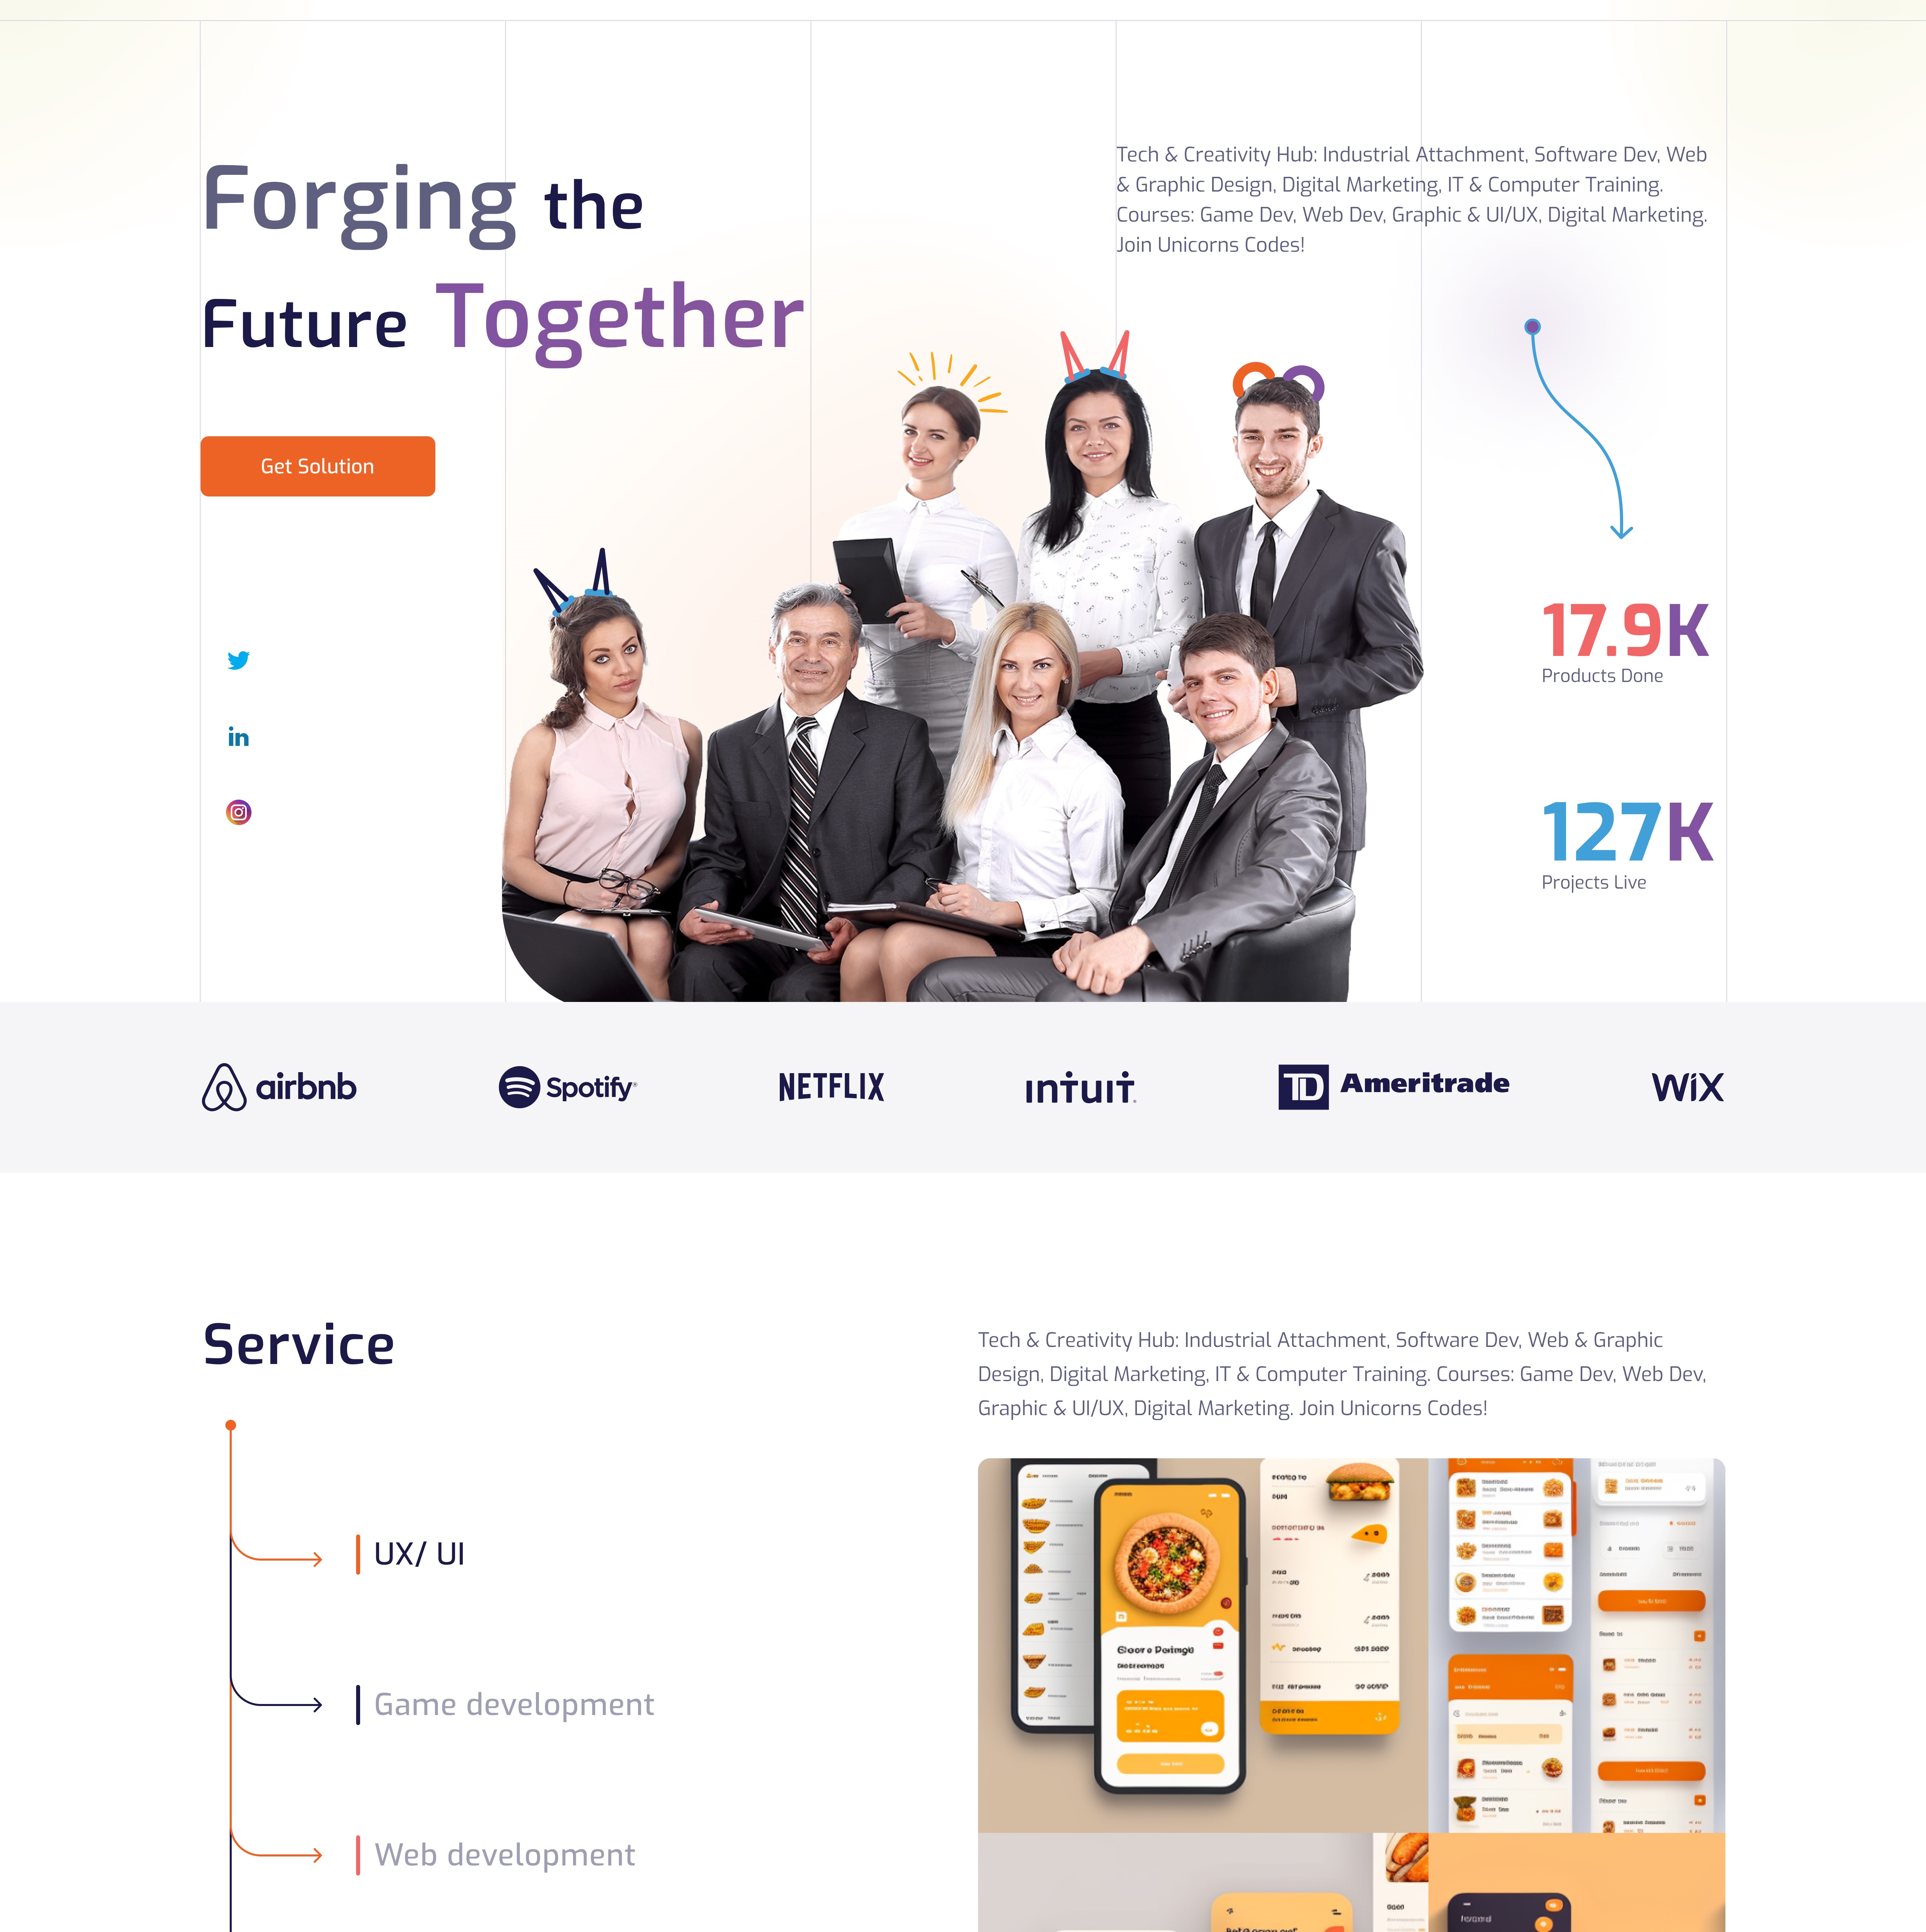 Forging the
Future Together
Tech & Creativity Hub: Industrial Attachment, Software Dev, Web
& Graphic Design, Digital Marketing, IT & Computer Training.
Courses: Game Dev, Web Dev, Graphic & UI/UX, Digital Marketing.
Join Unicorns Codes!
Get Solution
in
17.9K
Products Done
127K
Projects Live
airbnb
Spotify®
NETFLIX
intuit
TD Ameritrade
WiX
Service
Tech & Creativity Hub: Industrial Attachment, Software Dev, Web & Graphic
Design, Digital Marketing, IT & Computer Training. Courses: Game Dev, Web Dev,
Graphic & UI/UX, Digital Marketing. Join Unicorns Codes!
UX/ UI
Game development
Web development